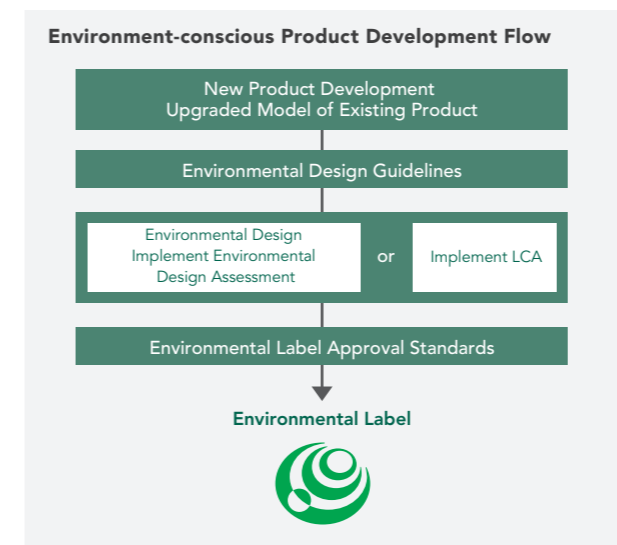 Environment-conscious Product Development Flow
New Product Development
Upgraded Model of Existing Product
Environmental Design Guidelines
Environmental Design
Implement Environmental
Design Assessment
or
Implement LCA
Environmental Label Approval Standards
Environmental Label